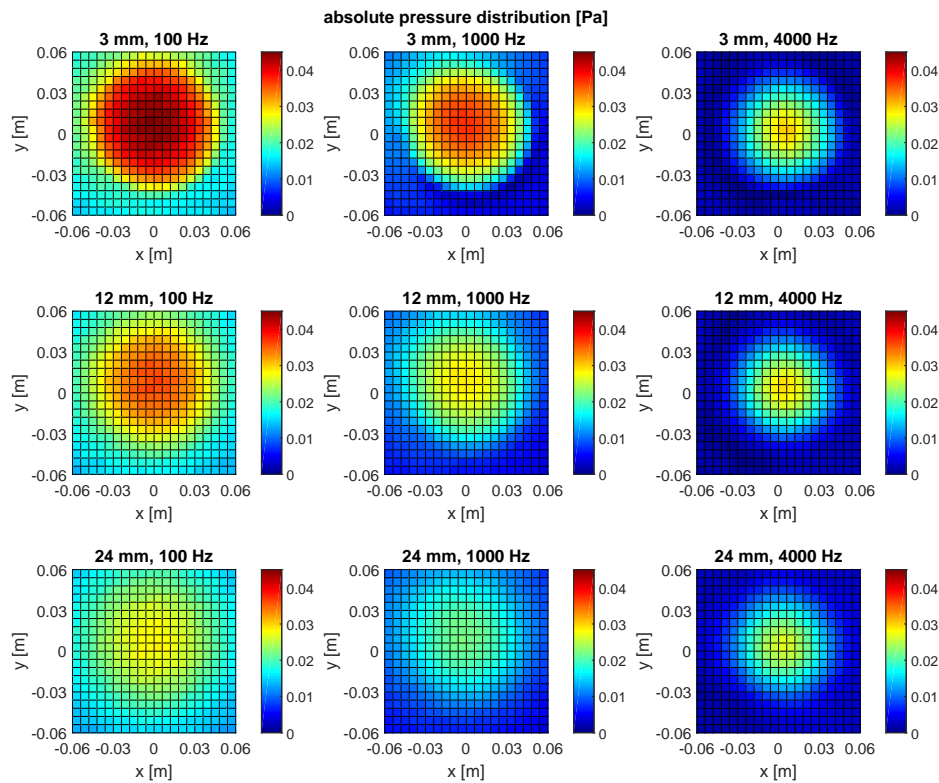 absolute pressure distribution [Pa]
3 mm, 100 Hz
0.06
0.03
0
-0.03
-0.06
y [m]
-0.06 -0.03 0 0.03 0.06
x [m]
0.04
0.03
0.02
0.01
0
3 mm, 1000 Hz
0.06
0.03
0
-0.03
-0.06
y [m]
-0.06 -0.03 0 0.03 0.06
x [m]
0.04
0.03
0.02
0.01
0
3 mm, 4000 Hz
0.06
0.03
0
-0.03
-0.06
y [m]
-0.06 -0.03 0 0.03 0.06
x [m]
0.04
0.03
0.02
0.01
0
12 mm, 100 Hz
0.06
0.03
0
-0.03
-0.06
y [m]
-0.06 -0.03 0 0.03 0.06
x [m]
0.04
0.03
0.02
0.01
0
12 mm, 1000 Hz
0.06
0.03
0
-0.03
-0.06
y [m]
-0.06 -0.03 0 0.03 0.06
x [m]
0.04
0.03
0.02
0.01
0
12 mm, 4000 Hz
0.06
0.03
0
-0.03
-0.06
y [m]
-0.06 -0.03 0 0.03 0.06
x [m]
0.04
0.03
0.02
0.01
0
24 mm, 100 Hz
0.06
0.03
0
-0.03
-0.06
y [m]
-0.06 -0.03 0 0.03 0.06
x [m]
0.04
0.03
0.02
0.01
0
24 mm, 1000 Hz
0.06
0.03
0
-0.03
-0.06
y [m]
-0.06 -0.03 0 0.03 0.06
x [m]
0.04
0.03
0.02
0.01
0
24 mm, 4000 Hz
0.06
0.03
0
-0.03
-0.06
y [m]
-0.06 -0.03 0 0.03 0.06
x [m]
0.04
0.03
0.02
0.01
0